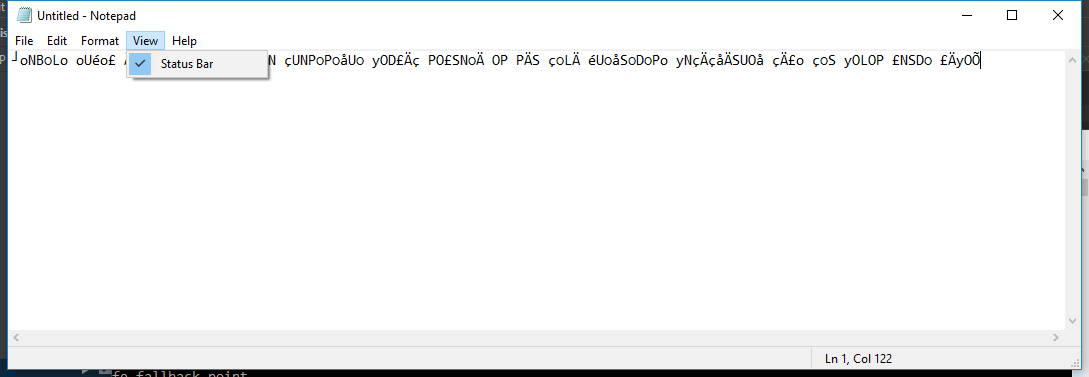 Untitled - Notepad
File Edit Format View Help
Status Bar
┘oNBoLo oUéo£ N çUNPoPoåUo yOD£Äç PO£SNoÄ OP PÄS çoLÄ éUoåSoDoPo yNçÄçåÄSUOå çÄ£o çoS yOLOP £NSDo £ÄyOÕ
Ln 1, Col 122
fo fallback point